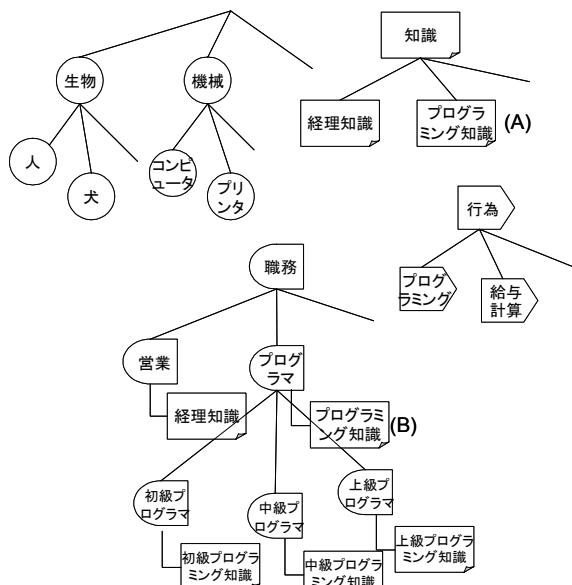 知識
生物
機械
経理知識
プログラ
ミング知識
(A)
人
犬
コンピ
ュータ
プリ
ンタ
行為
プログ
ラミング
給与
計算
職務
営業
プログ
ラマ
経理知識
プログラミ
ング知識
(B)
初級プ
ログラマ
中級プ
ログラマ
上級プ
ログラマ
初級プログラ
ミング知識
中級プログラ
ミング知識
上級プログラ
ミング知識